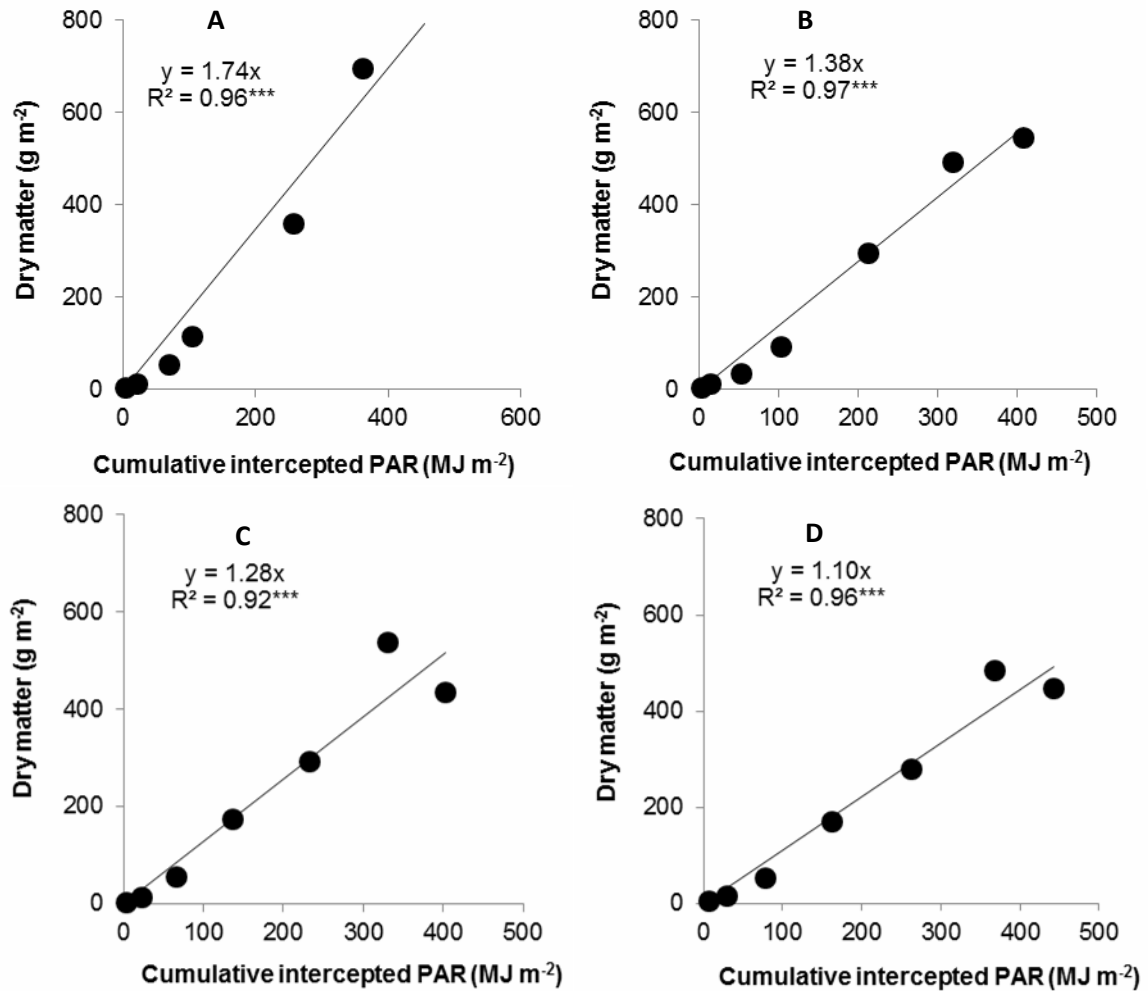 A
y = 1.74x
R² = 0.96***
Dry matter (g m-2)
800
600
400
200
0
0 200 400 600
Cumulative intercepted PAR (MJ m-2)
B
y = 1.38x
R² = 0.97***
Dry matter (g m-2)
800
600
400
200
0
0 100 200 300 400 500
Cumulative intercepted PAR (MJ m-2)
C
y = 1.28x
R² = 0.92***
Dry matter (g m-2)
800
600
400
200
0
0 100 200 300 400 500
Cumulative intercepted PAR (MJ m-2)
D
y = 1.10x
R² = 0.96***
Dry matter (g m-2)
800
600
400
200
0
0 100 200 300 400 500
Cumulative intercepted PAR (MJ m-2)